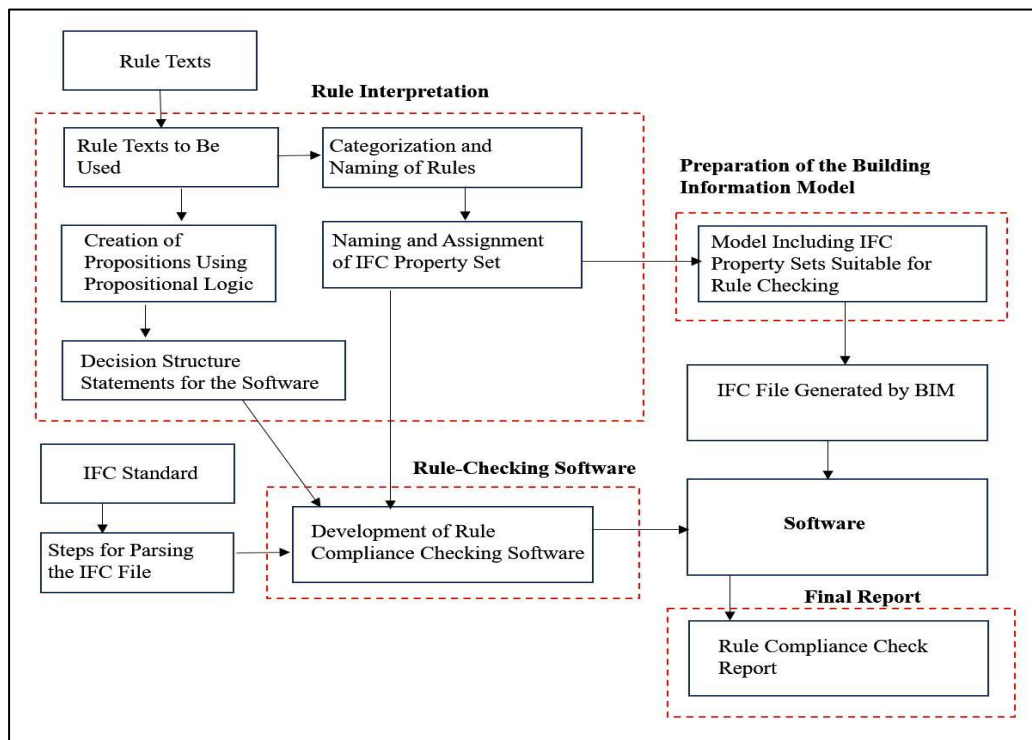 Rule Texts
Rule Interpretation
Rule Texts to Be
Used
Categorization and
Naming of Rules
Preparation of the Building
Information Model
Creation of
Propositions Using
Propositional Logic
Naming and Assignment
of IFC Property Set
Model Including IFC
Property Sets Suitable for
Rule Checking
Decision Structure
Statements for the Software
IFC File Generated by BIM
IFC Standard
Rule-Checking Software
Steps for Parsing
the IFC File
Development of Rule
Compliance Checking Software
Software
Final Report
Rule Compliance Check
Report